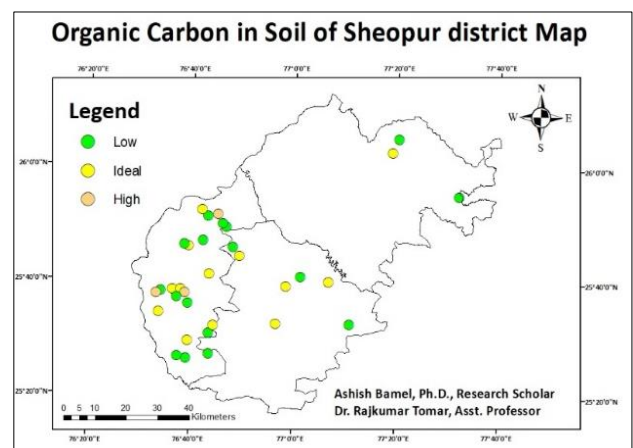 Organic Carbon in Soil of Sheopur district Map
76°20'0"E 76°40'0"E 77°0'0"E 77°20'0"E 77°40'0"E
N
W E
S
Legend
Low
Ideal
High
26°0'0"N 26°0'0"N
25°40'0"N 25°40'0"N
25°20'0"N 25°20'0"N
Ashish Bamel, Ph.D., Research Scholar
Dr. Rajkumar Tomar, Asst. Professor
0 5 10 20 30 40
Kilometers
76°20'0"E 76°40'0"E 77°0'0"E 77°20'0"E 77°40'0"E